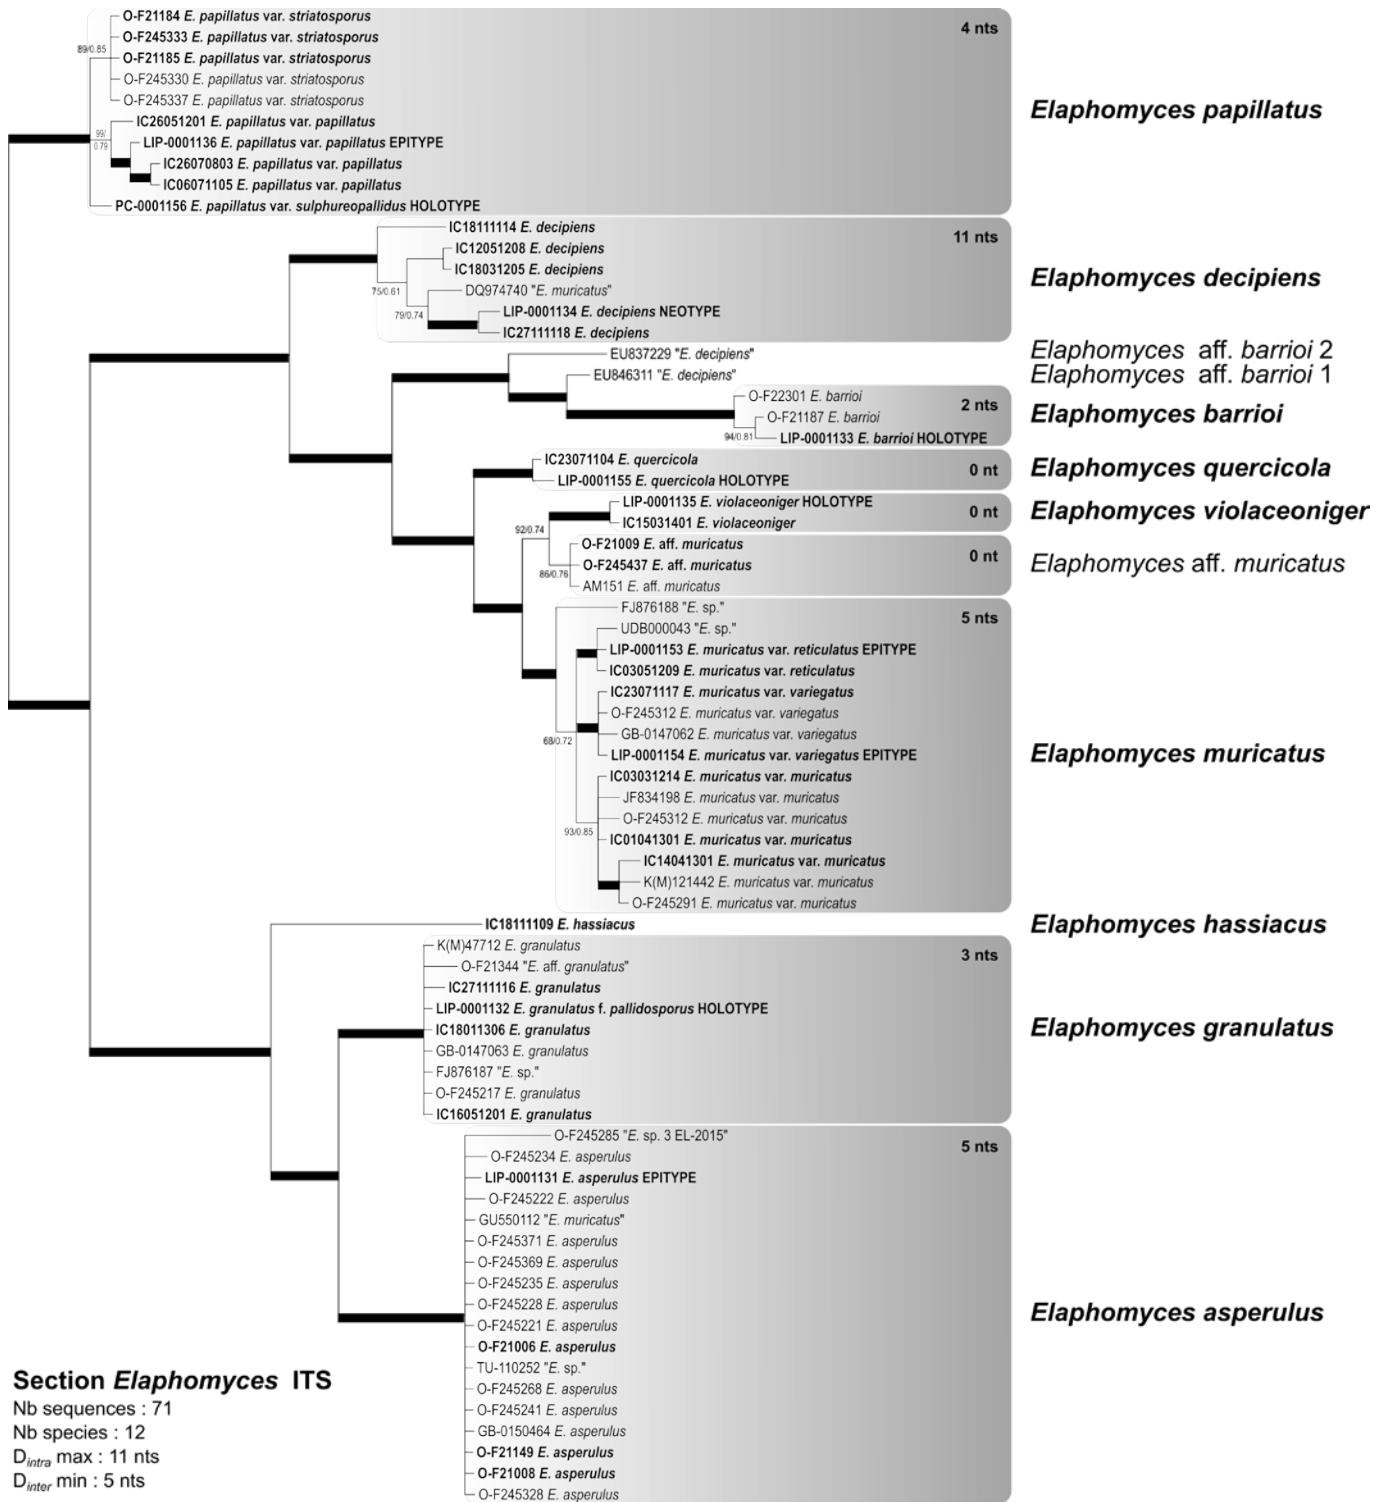 O-F21184 E. papillatus var. striatosporus
4 nts
O-F245333 E. papillatus var. striatosporus
89/0.85
O-F21185 E. papillatus var. striatosporus
O-F245330 E. papillatus var. striatosporus
O-F245337 E. papillatus var. striatosporus
Elaphomyces papillatus
IC26051201 E. papillatus var. papillatus
99/
0.79
LIP-0001136 E. papillatus var. papillatus EPITYPE
IC26070803 E. papillatus var. papillatus
IC06071105 E. papillatus var. papillatus
PC-0001156 E. papillatus var. sulphureopallidus HOLOTYPE
IC18111114 E. decipiens
11 nts
IC12051208 E. decipiens
IC18031205 E. decipiens
Elaphomyces decipiens
75/0.61
DQ974740 "E. muricatus"
79/0.74
LIP-0001134 E. decipiens NEOTYPE
IC27111118 E. decipiens
EU837229 "E. decipiens"
Elaphomyces aff. barrioi 2
EU846311 "E. decipiens"
Elaphomyces aff. barrioi 1
O-F22301 E. barrioi
2 nts
O-F21187 E. barrioi
Elaphomyces barrioi
94/0.81
LIP-0001133 E. barrioi HOLOTYPE
IC23071104 E. quercicola
0 nt
Elaphomyces quercicola
LIP-0001155 E. quercicola HOLOTYPE
LIP-0001135 E. violaceoniger HOLOTYPE
0 nt
Elaphomyces violaceoniger
IC15031401 E. violaceoniger
92/0.74
O-F21009 E. aff. muricatus
0 nt
O-F245437 E. aff. muricatus
Elaphomyces aff. muricatus
86/0.76
AM151 E. aff. muricatus
FJ876188 "E. sp."
5 nts
UDB000043 "E. sp."
LIP-0001153 E. muricatus var. reticulatus EPITYPE
IC03051209 E. muricatus var. reticulatus
IC23071117 E. muricatus var. variegatus
O-F245312 E. muricatus var. variegatus
GB-0147062 E. muricatus var. variegatus
68/0.72
LIP-0001154 E. muricatus var. variegatus EPITYPE
Elaphomyces muricatus
IC03031214 E. muricatus var. muricatus
JF834198 E. muricatus var. muricatus
O-F245312 E. muricatus var. muricatus
93/0.85
IC01041301 E. muricatus var. muricatus
IC14041301 E. muricatus var. muricatus
K(M)121442 E. muricatus var. muricatus
O-F245291 E. muricatus var. muricatus
IC18111109 E. hassiacus
Elaphomyces hassiacus
K(M)47712 E. granulatus
3 nts
O-F21344 "E. aff. granulatus"
IC27111116 E. granulatus
LIP-0001132 E. granulatus f. pallidosporus HOLOTYPE
IC18011306 E. granulatus
Elaphomyces granulatus
GB-0147063 E. granulatus
FJ876187 "E. sp."
O-F245217 E. granulatus
IC16051201 E. granulatus
O-F245285 "E. sp. 3 EL-2015"
5 nts
O-F245234 E. asperulus
LIP-0001131 E. asperulus EPITYPE
O-F245222 E. asperulus
GU550112 "E. muricatus"
O-F245371 E. asperulus
O-F245369 E. asperulus
O-F245235 E. asperulus
O-F245228 E. asperulus
Elaphomyces asperulus
O-F245221 E. asperulus
O-F21006 E. asperulus
TU-110252 "E. sp."
O-F245268 E. asperulus
O-F245241 E. asperulus
GB-0150464 E. asperulus
O-F21149 E. asperulus
O-F21008 E. asperulus
O-F245328 E. asperulus
Section Elaphomyces ITS
Nb sequences : 71
Nb species : 12
Dintra max : 11 nts
Dinter min : 5 nts